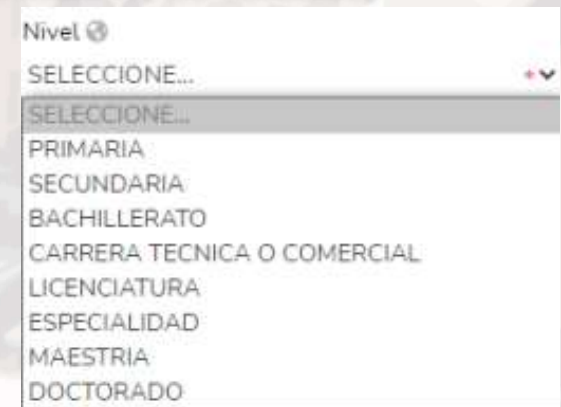 Nivel
SELECCIONE...
SELECCIONE...
PRIMARIA
SECUNDARIA
BACHILLERATO
CARRERA TECNICA O COMERCIAL
LICENCIATURA
ESPECIALIDAD
MAESTRIA
DOCTORADO